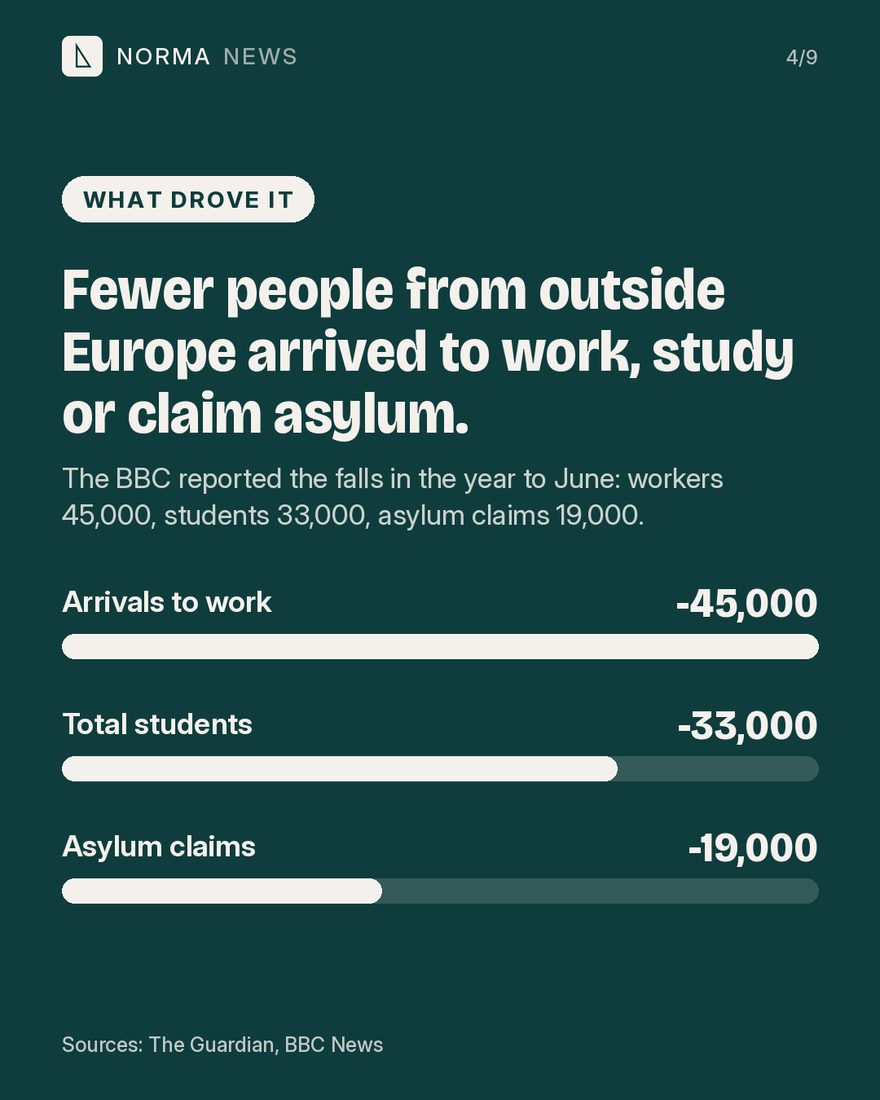 NORMA NEWS
4/9
WHAT DROVE IT
Fewer people from outside
Europe arrived to work, study
or claim asylum.
The BBC reported the falls in the year to June: workers
45,000, students 33,000, asylum claims 19,000.
Arrivals to work
-45,000
Total students
-33,000
Asylum claims
-19,000
Sources: The Guardian, BBC News